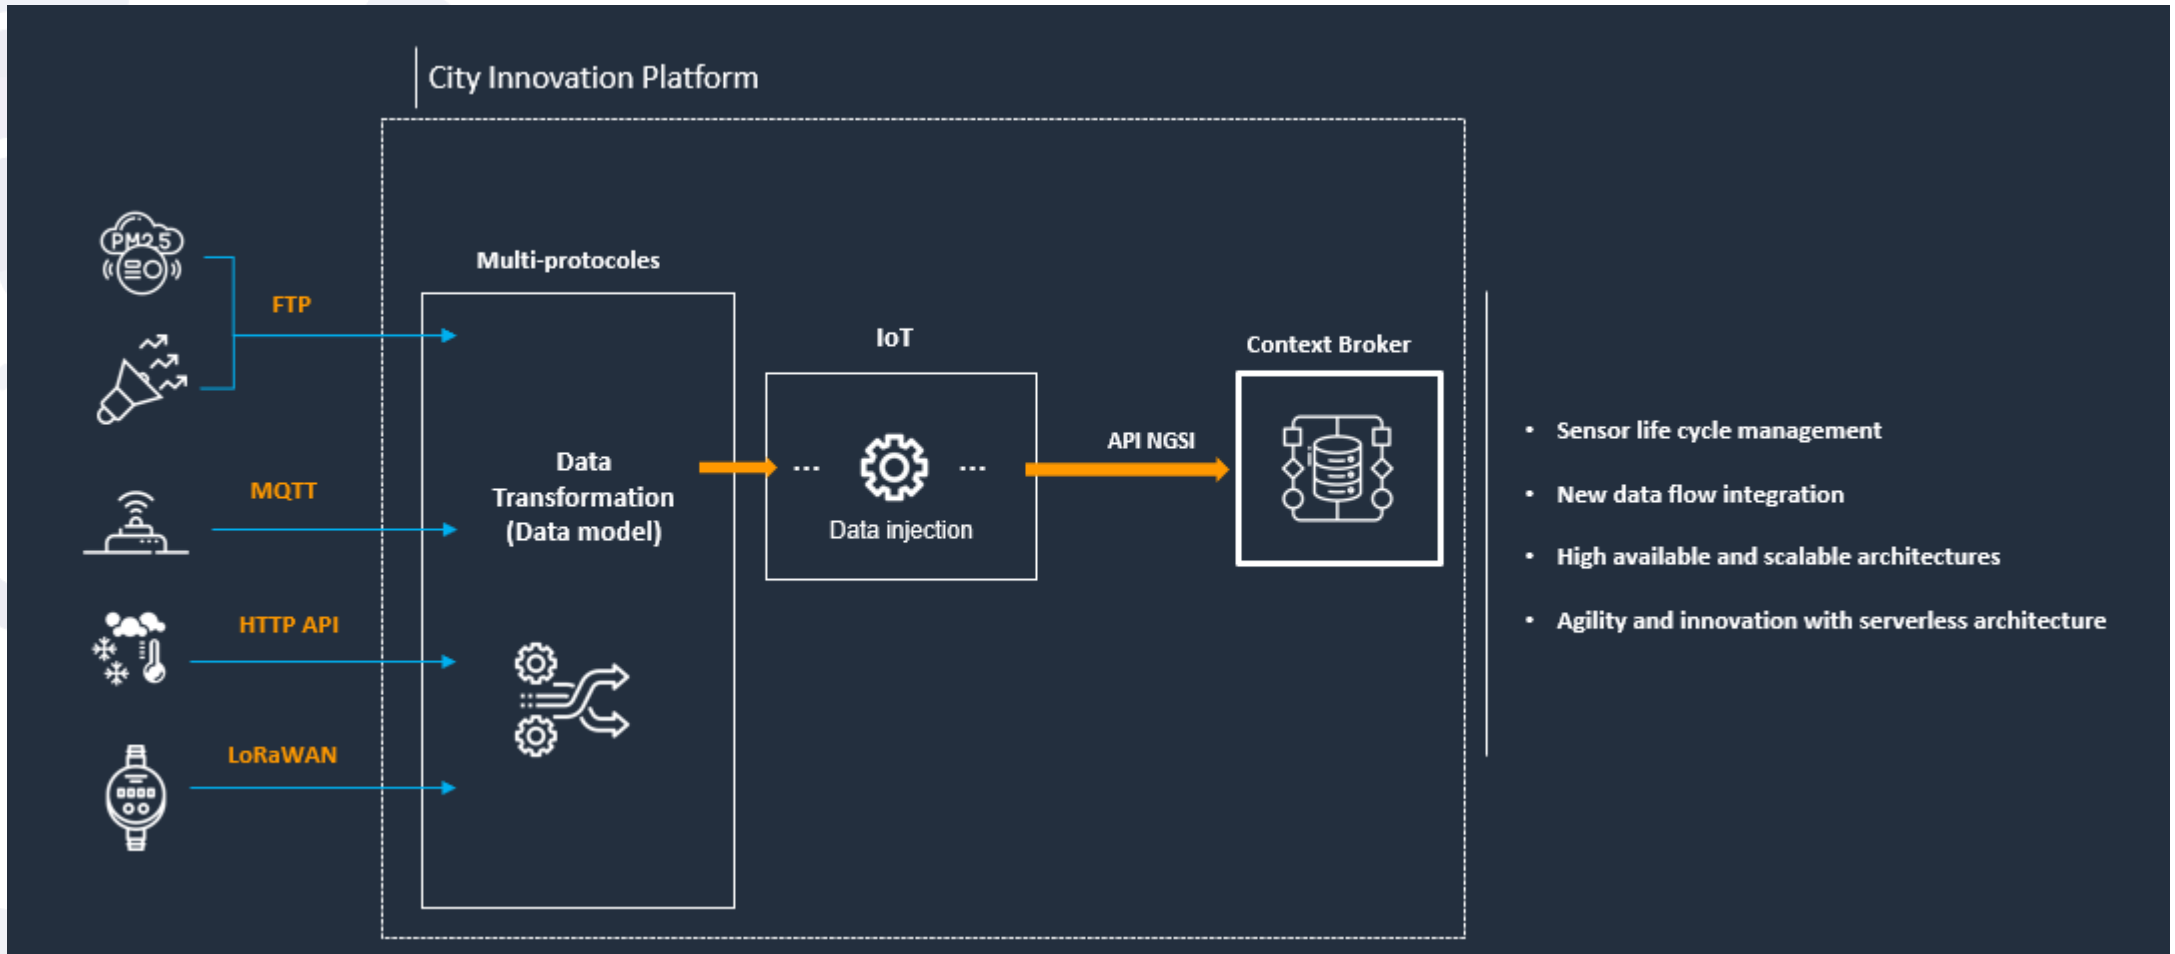 City Innovation Platform
PM2.5
Multi-protocoles
FTP
IoT
Context Broker
API NGSI
Data
Transformation
(Data model)
... ...
Data injection
MQTT
HTTP API
LoRaWAN
• Sensor life cycle management
• New data flow integration
• High available and scalable architectures
• Agility and innovation with serverless architecture